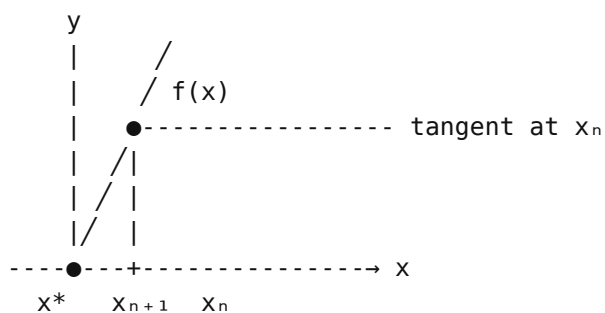 y
f(x)
tangent at xₙ
x
x* xₙ₊₁ xₙ